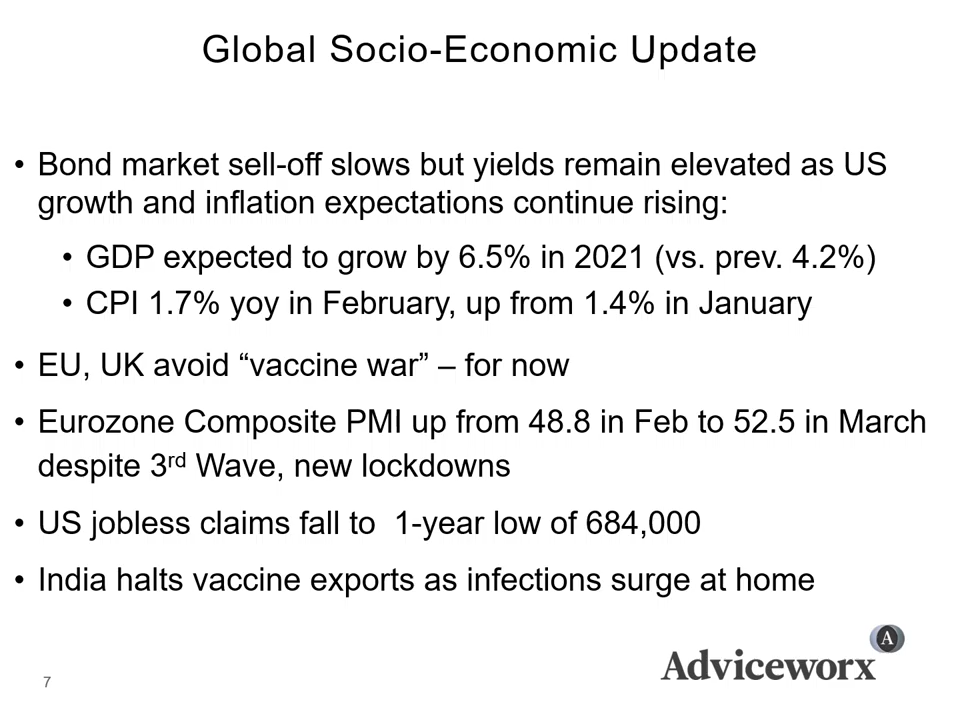 Global Socio-Economic Update
• Bond market sell-off slows but yields remain elevated as US
growth and inflation expectations continue rising:
• GDP expected to grow by 6.5% in 2021 (vs. prev. 4.2%)
• CPI 1.7% yoy in February, up from 1.4% in January
• EU, UK avoid “vaccine war” – for now
• Eurozone Composite PMI up from 48.8 in Feb to 52.5 in March
despite 3rd Wave, new lockdowns
• US jobless claims fall to  1-year low of 684,000
• India halts vaccine exports as infections surge at home
A
Adviceworx
7